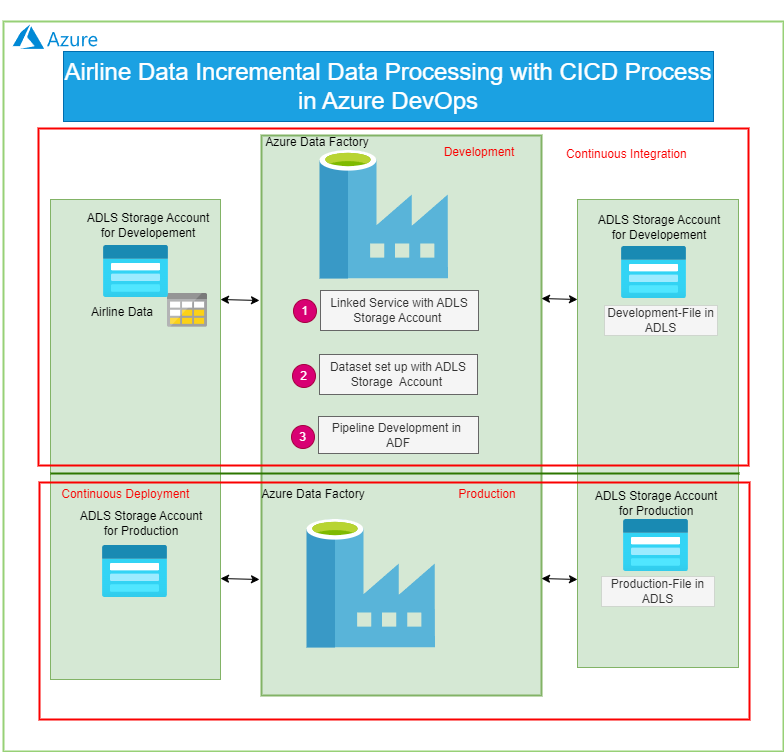 Azure
Airline Data Incremental Data Processing with CICD Process
in Azure DevOps
Azure Data Factory
Development
Continuous Integration
ADLS Storage Account
for Developement
Airline Data
1
Linked Service with ADLS
Storage Account
2
Dataset set up with ADLS
Storage Account
3
Pipeline Development in
ADF
ADLS Storage Account
for Developement
Development-File in
ADLS
Continuous Deployment
ADLS Storage Account
for Production
Azure Data Factory
Production
ADLS Storage Account
for Production
Production-File in
ADLS